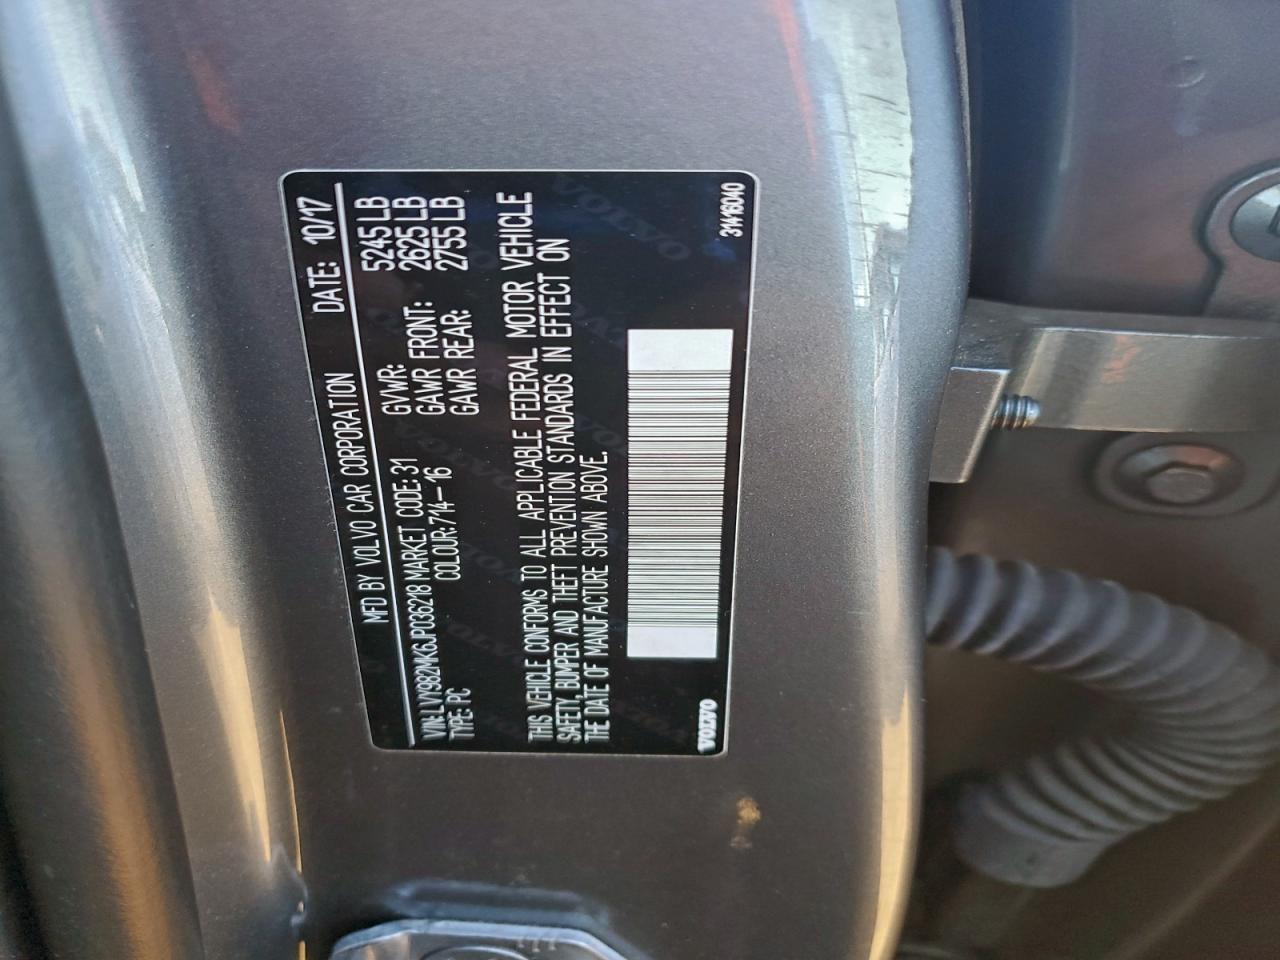 MFD BY VOLVO CAR CORPORATION DATE: 10/17
VIN: LVY982MK6JP036218 MARKET CODE: 31 GVWR: 5245 LB
TYPE: PC COLOUR: 714-16 GAWR FRONT: 2625 LB
GAWR REAR: 2755 LB
THIS VEHICLE CONFORMS TO ALL APPLICABLE FEDERAL MOTOR VEHICLE
SAFETY, BUMPER AND THEFT PREVENTION STANDARDS IN EFFECT ON
THE DATE OF MANUFACTURE SHOWN ABOVE.
VOLVO 31416040